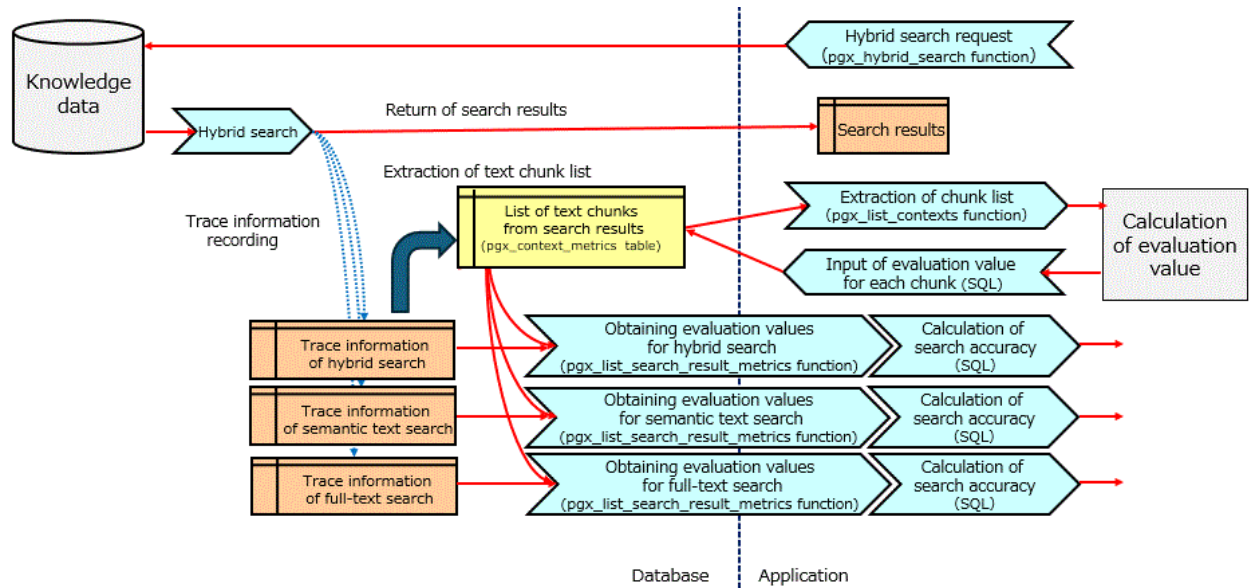 Hybrid search request
(pgx_hybrid_search function)
Knowledge
data
Return of search results
Hybrid search
Search results
Extraction of text chunk list
List of text chunks
from search results
(pgx_context_metrics table)
Extraction of chunk list
(pgx_list_contexts function)
Calculation
of evaluation
value
Trace information
recording
Input of evaluation value
for each chunk (SQL)
Trace information
of hybrid search
Obtaining evaluation values
for hybrid search
(pgx_list_search_result_metrics function)
Calculation of
search accuracy
(SQL)
Trace information
of semantic text search
Obtaining evaluation values
for semantic text search
(pgx_list_search_result_metrics function)
Calculation of
search accuracy
(SQL)
Trace information
of full-text search
Obtaining evaluation values
for full-text search
(pgx_list_search_result_metrics function)
Calculation of
search accuracy
(SQL)
Database
Application